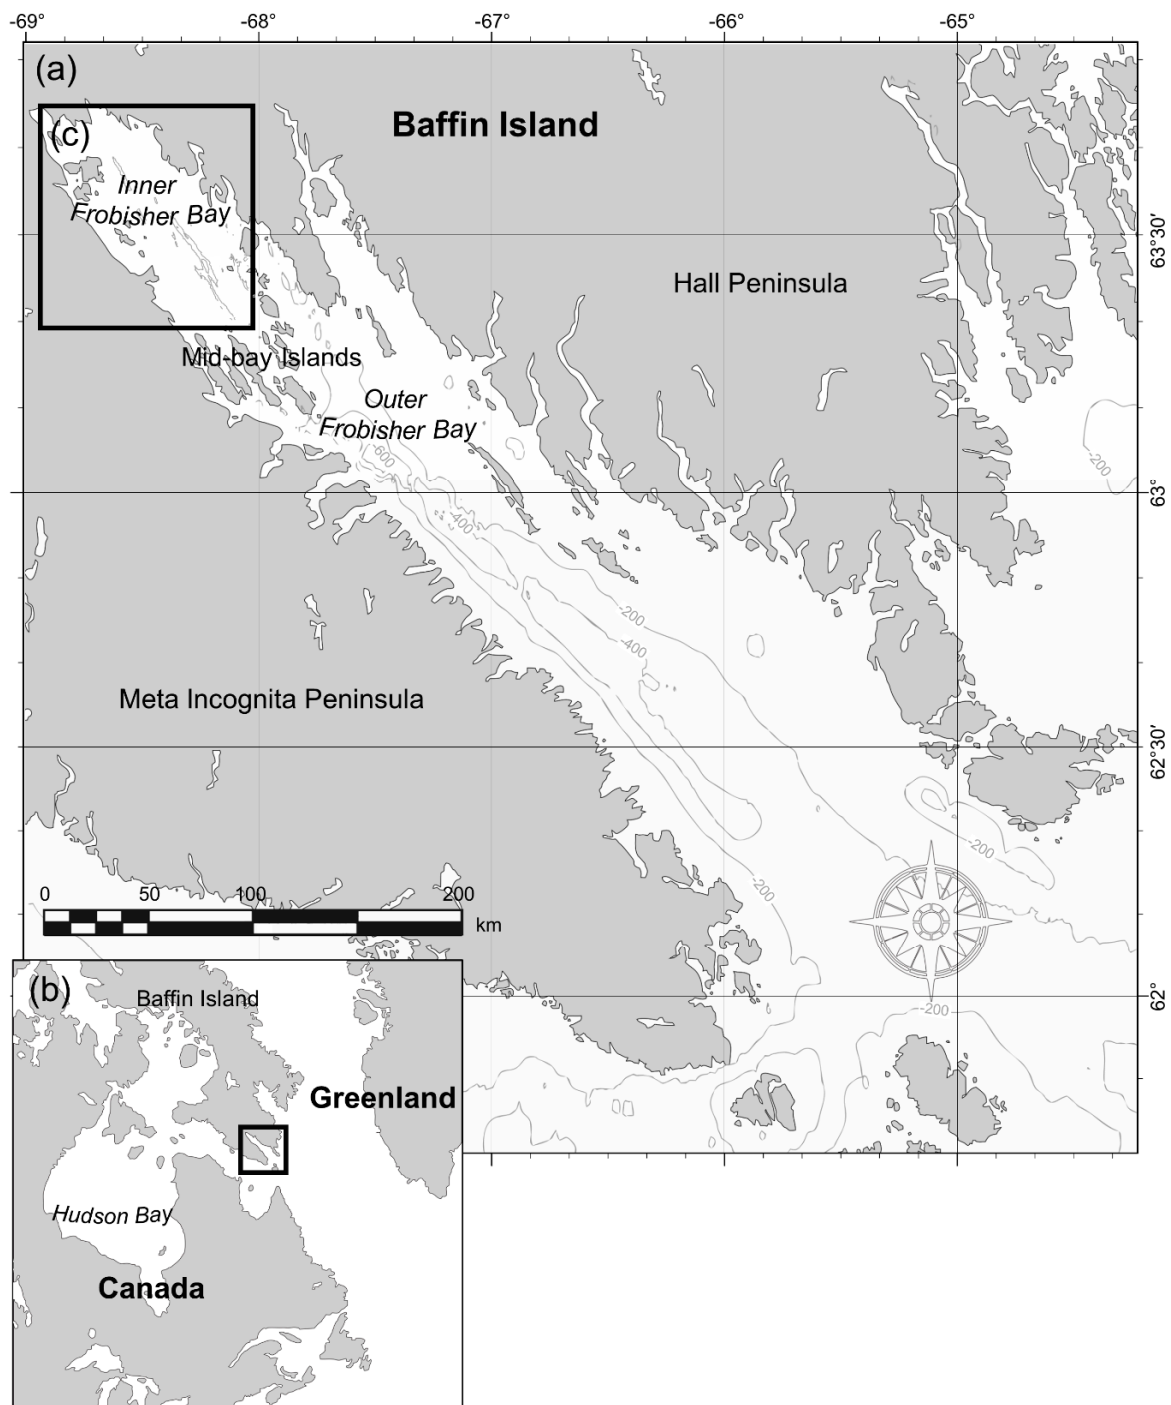 -69°
-68°
-67°
-66°
-65°
(a)
Baffin Island
(c)
Inner
Frobisher Bay
63°30'
Hall Peninsula
Mid-bay Islands
Outer
Frobisher Bay
-600
-200
63°
-400
-200
-400
Meta Incognita Peninsula
62°30'
-200
-200
0
50
100
200
km
(b)
Baffin Island
62°
-200
Greenland
Hudson Bay
Canada